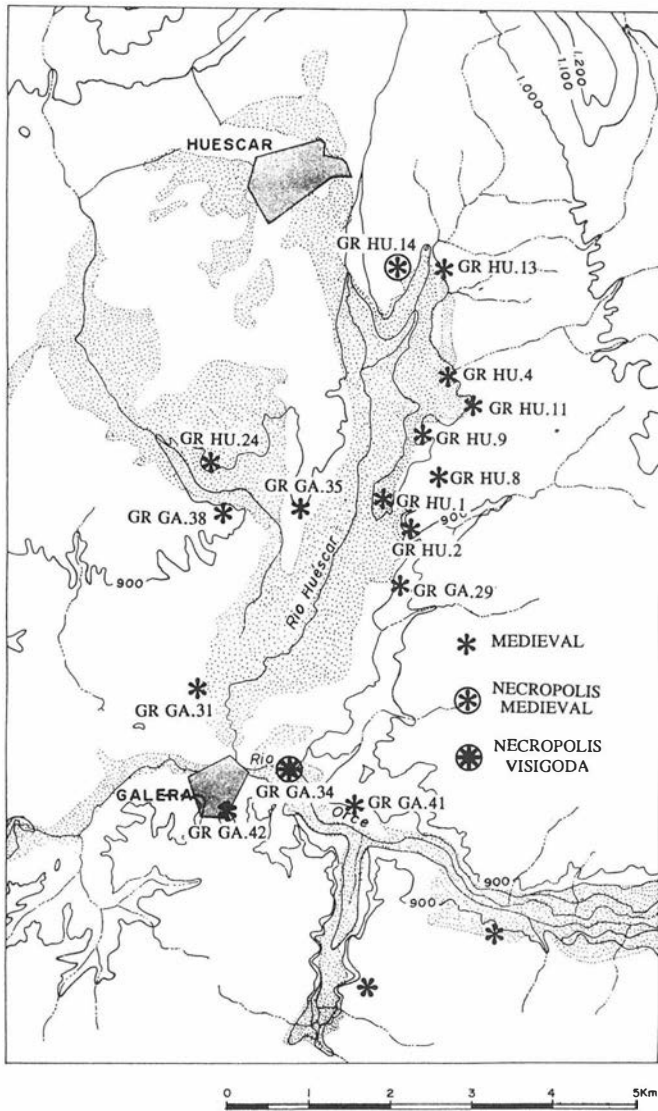 1.200
1.100
1.000
HUESCAR
GR HU.14
GR HU.13
GR HU.4
GR HU.11
GR HU.24
GR HU.9
GR GA.35
GR HU.8
GR HU.1
GR GA.38
900
GR HU.2
900
Rio Huéscar
GR GA.29
MEDIEVAL
GR GA.31
NECROPOLIS
MEDIEVAL
NECROPOLIS
VISIGODA
Rio
GALERA
GR GA.34
GR GA.41
Orce
GR GA.42
900
900
0 1 2 3 4 5Km